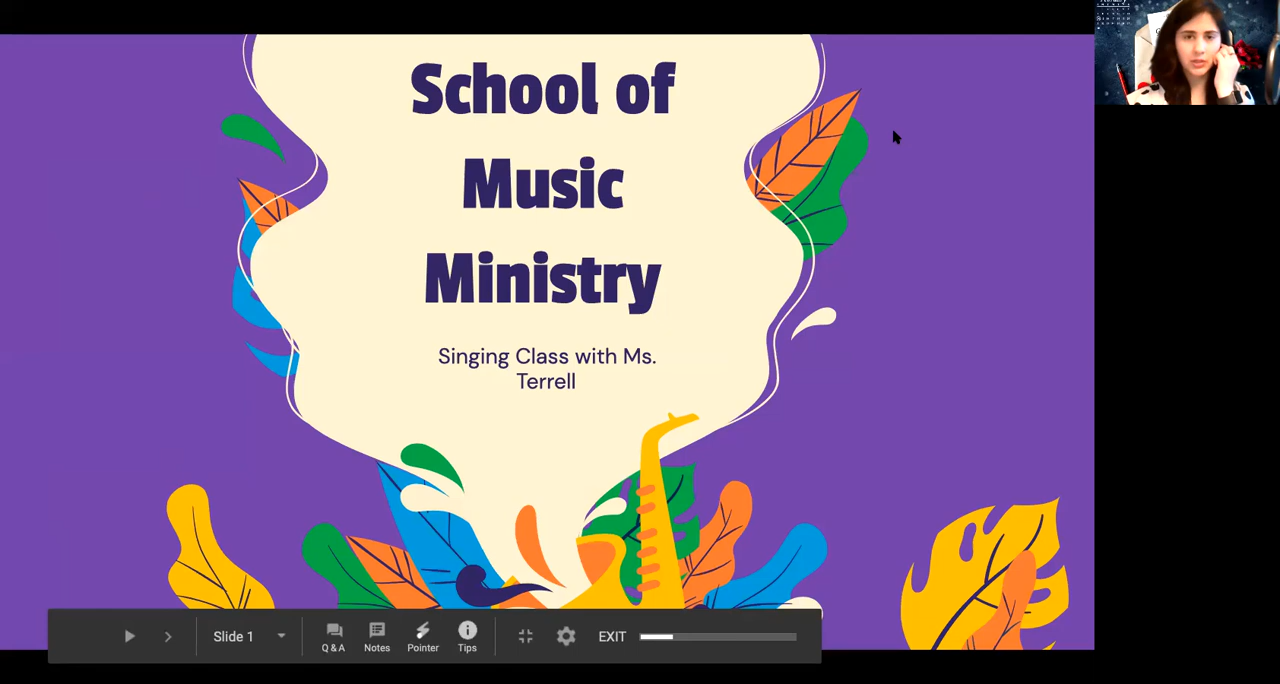 School of
Music
Ministry
Singing Class with Ms.
Terrell
Slide 1
Q & A
Notes
Pointer
Tips
EXIT